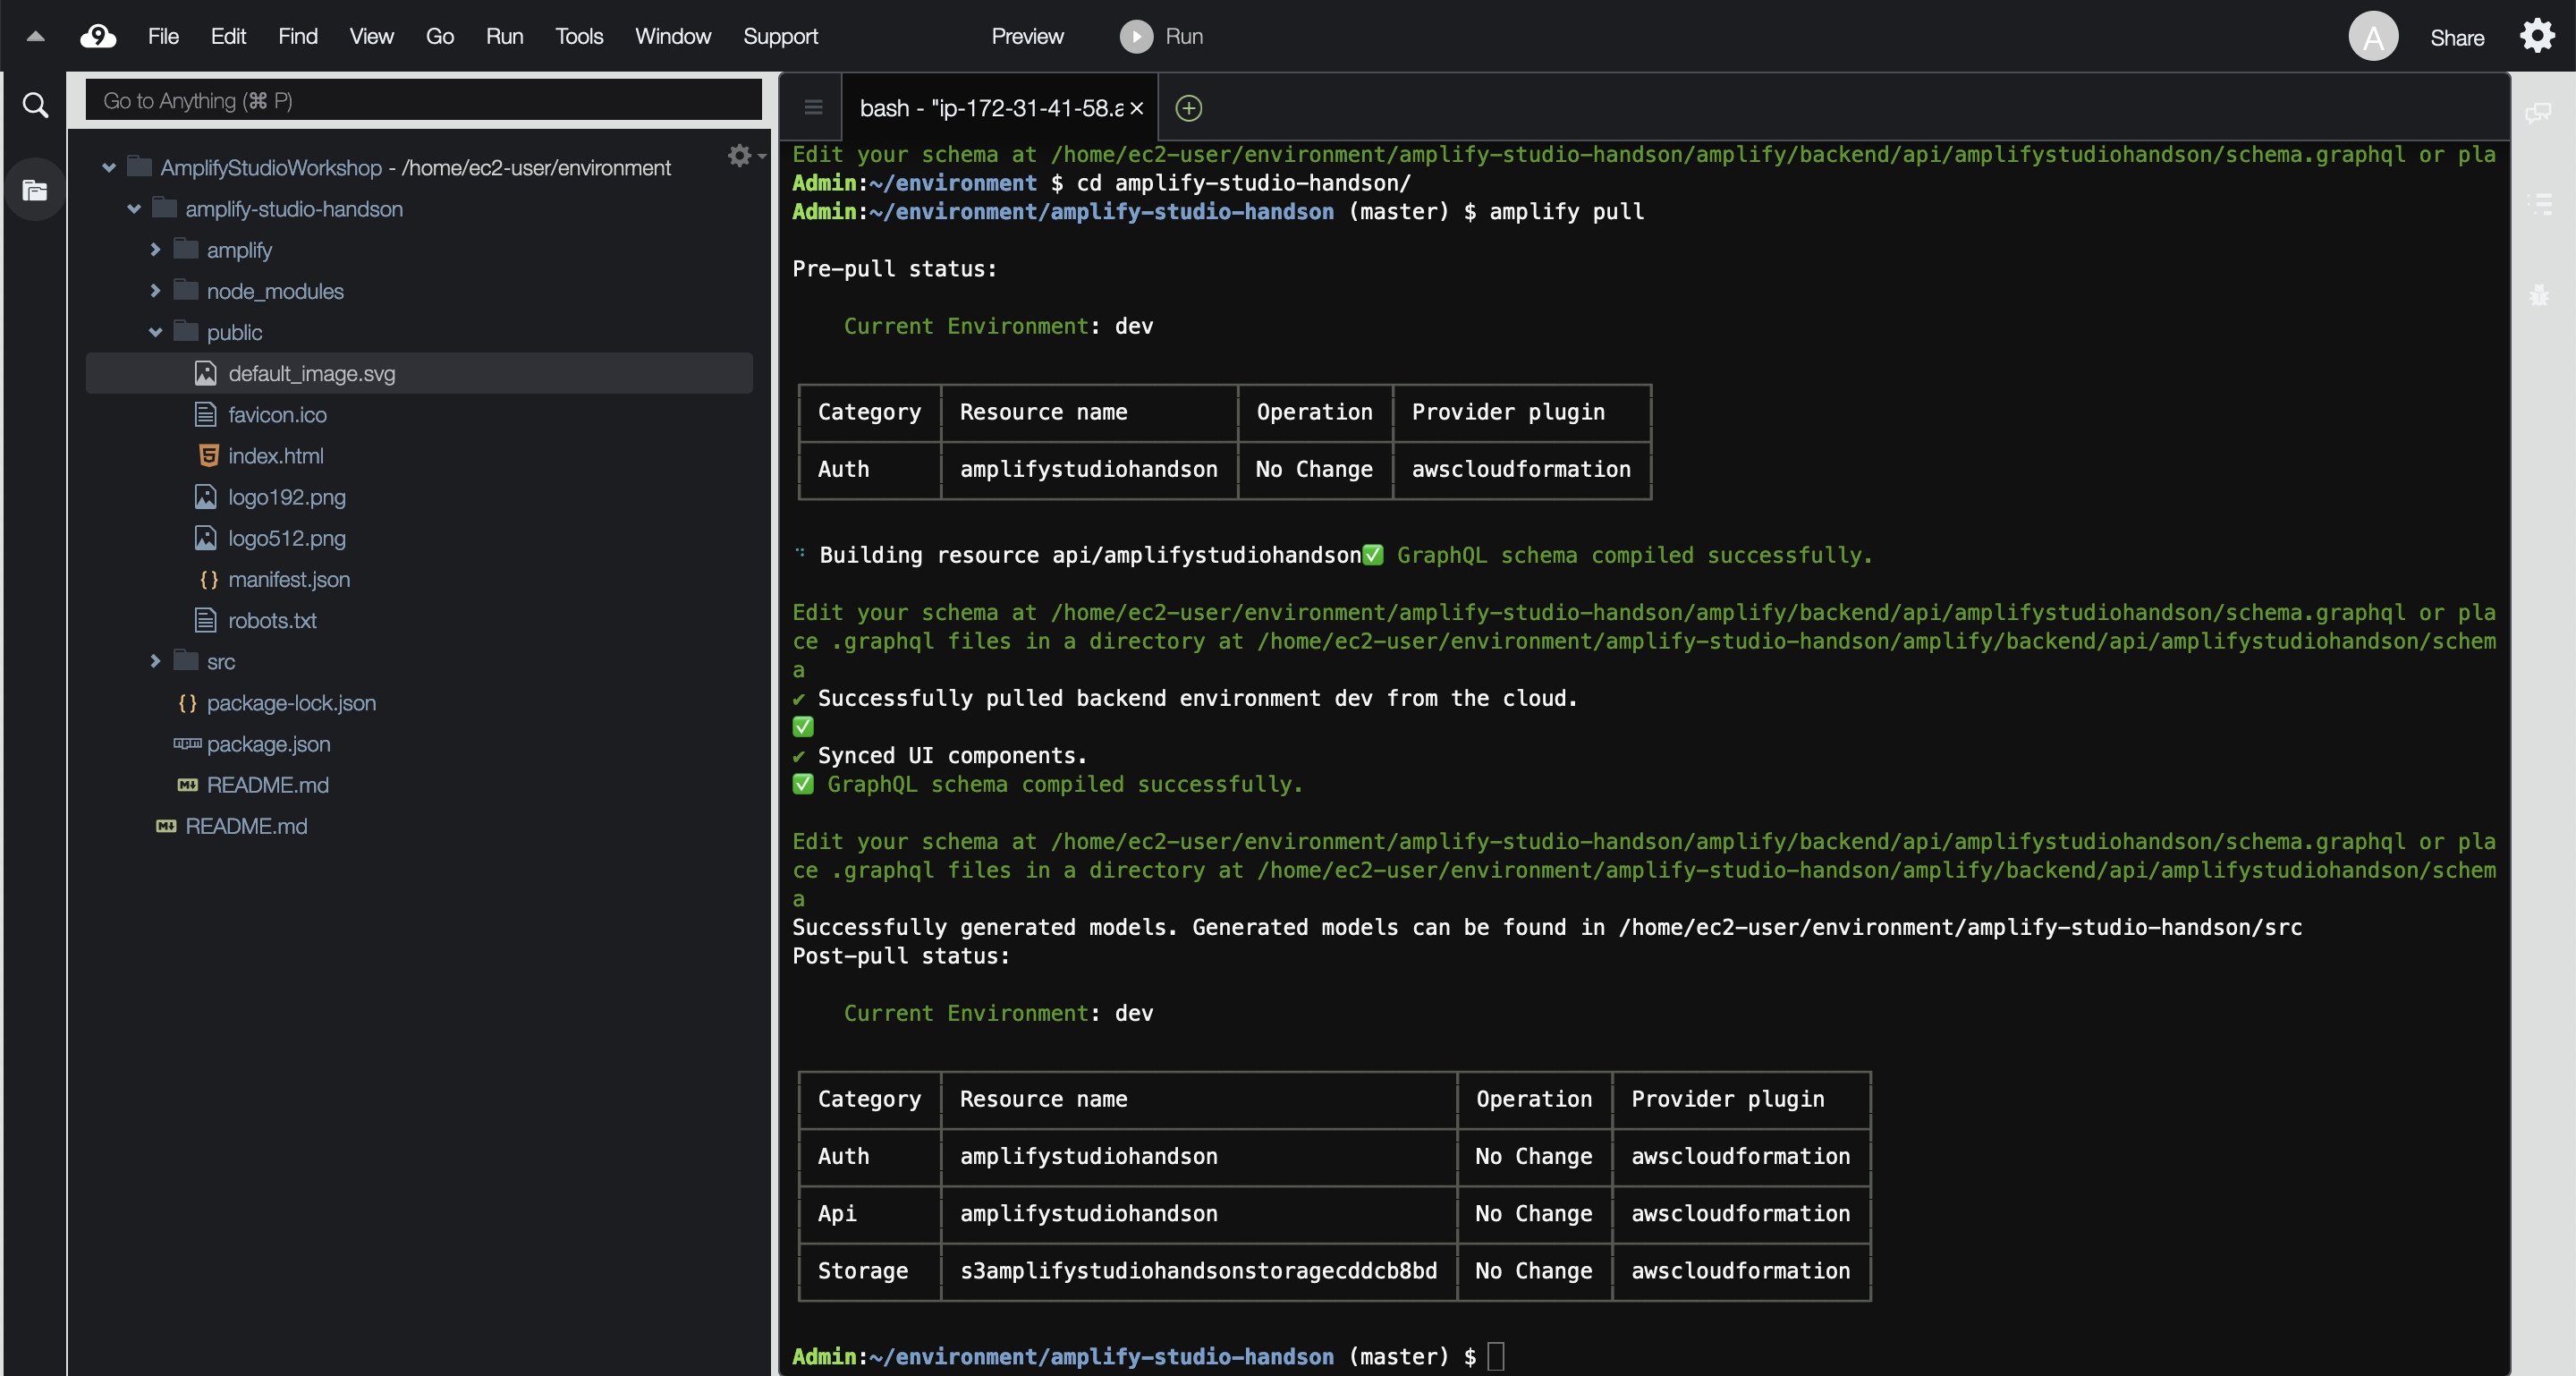 File Edit Find View Go Run Tools Window Support Preview Run A Share
Go to Anything (⌘ P)
AmplifyStudioWorkshop - /home/ec2-user/environment
amplify-studio-handson
amplify
node_modules
public
default_image.svg
favicon.ico
index.html
logo192.png
logo512.png
manifest.json
robots.txt
src
package-lock.json
package.json
README.md
README.md
bash - "ip-172-31-41-58.a
Edit your schema at /home/ec2-user/environment/amplify-studio-handson/amplify/backend/api/amplifystudiohandson/schema.graphql or pla
Admin:~/environment $ cd amplify-studio-handson/
Admin:~/environment/amplify-studio-handson (master) $ amplify pull
Pre-pull status:
Current Environment: dev
Category Resource name Operation Provider plugin
Auth amplifystudiohandson No Change awscloudformation
Building resource api/amplifystudiohandson✅ GraphQL schema compiled successfully.
Edit your schema at /home/ec2-user/environment/amplify-studio-handson/amplify/backend/api/amplifystudiohandson/schema.graphql or pla
ce .graphql files in a directory at /home/ec2-user/environment/amplify-studio-handson/amplify/backend/api/amplifystudiohandson/schem
a
✔ Successfully pulled backend environment dev from the cloud.
✅
✔ Synced UI components.
✅ GraphQL schema compiled successfully.
Edit your schema at /home/ec2-user/environment/amplify-studio-handson/amplify/backend/api/amplifystudiohandson/schema.graphql or pla
ce .graphql files in a directory at /home/ec2-user/environment/amplify-studio-handson/amplify/backend/api/amplifystudiohandson/schem
a
Successfully generated models. Generated models can be found in /home/ec2-user/environment/amplify-studio-handson/src
Post-pull status:
Current Environment: dev
Category Resource name Operation Provider plugin
Auth amplifystudiohandson No Change awscloudformation
Api amplifystudiohandson No Change awscloudformation
Storage s3amplifystudiohandsonstoragecddcb8bd No Change awscloudformation
Admin:~/environment/amplify-studio-handson (master) $